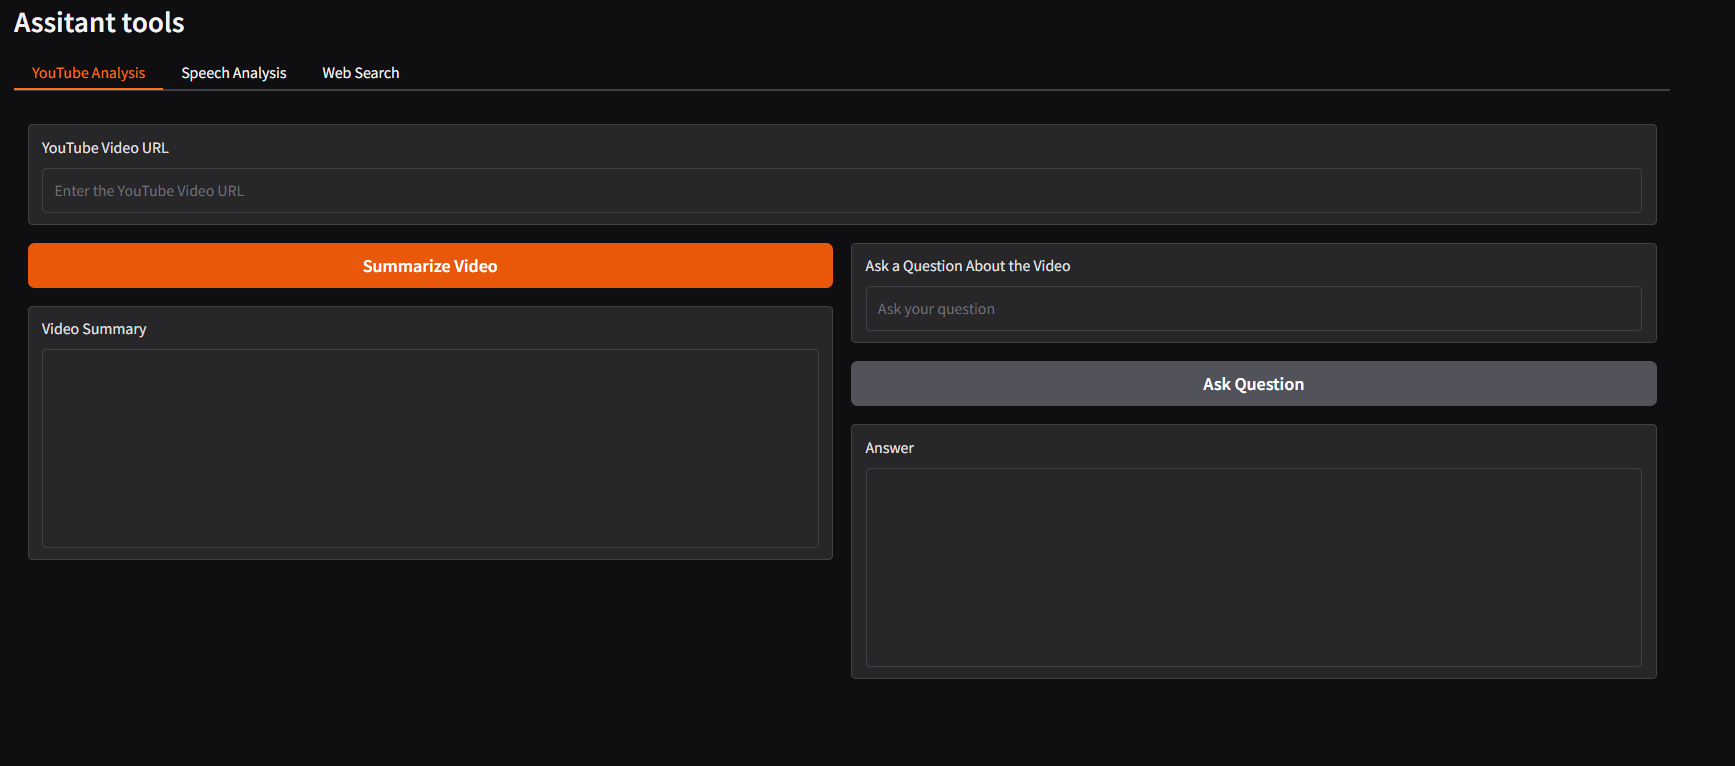 Assitant tools
YouTube Analysis
Speech Analysis
Web Search
YouTube Video URL
Enter the YouTube Video URL
Summarize Video
Video Summary
Ask a Question About the Video
Ask your question
Ask Question
Answer